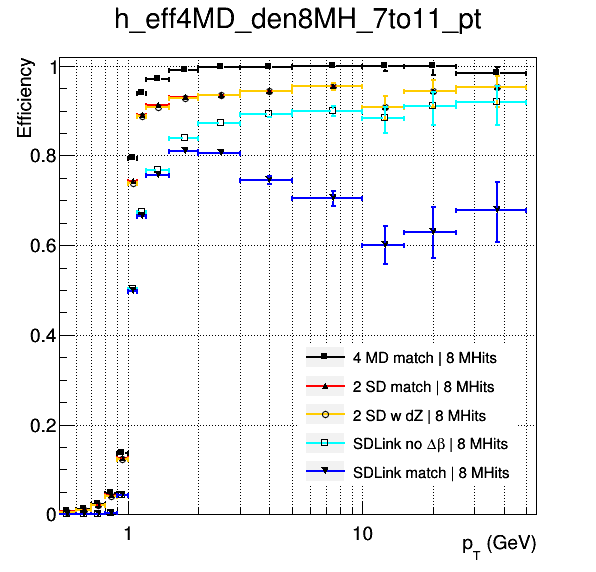 h_eff4MD_den8MH_7to11_pt
Efficiency
1
0.8
0.6
0.4
0.2
0
4 MD match | 8 MHits
2 SD match | 8 MHits
2 SD w dZ | 8 MHits
SDLink no Δβ | 8 MHits
SDLink match | 8 MHits
1
10
p_T (GeV)